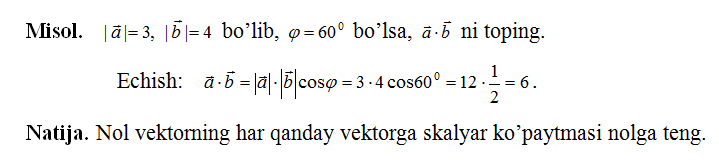 Misol. |a⃗|= 3, |b⃗|= 4 bo’lib, φ = 60⁰ bo’lsa, a⃗ · b⃗ ni toping.
Echish: a⃗ · b⃗ = |a⃗|·|b⃗|cosφ = 3 · 4 cos60⁰ = 12 · 1/2 = 6 .
Natija. Nol vektorning har qanday vektorga skalyar ko’paytmasi nolga teng.